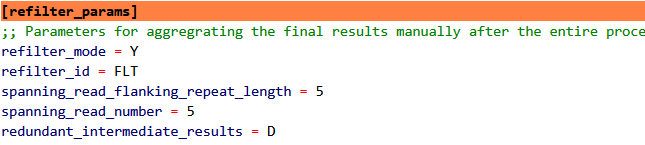 [refilter_params]
;; Parameters for aggregrating the final results manually after the entire proce
refilter_mode = Y
refilter_id = FLT
spanning_read_flanking_repeat_length = 5
spanning_read_number = 5
redundant_intermediate_results = D